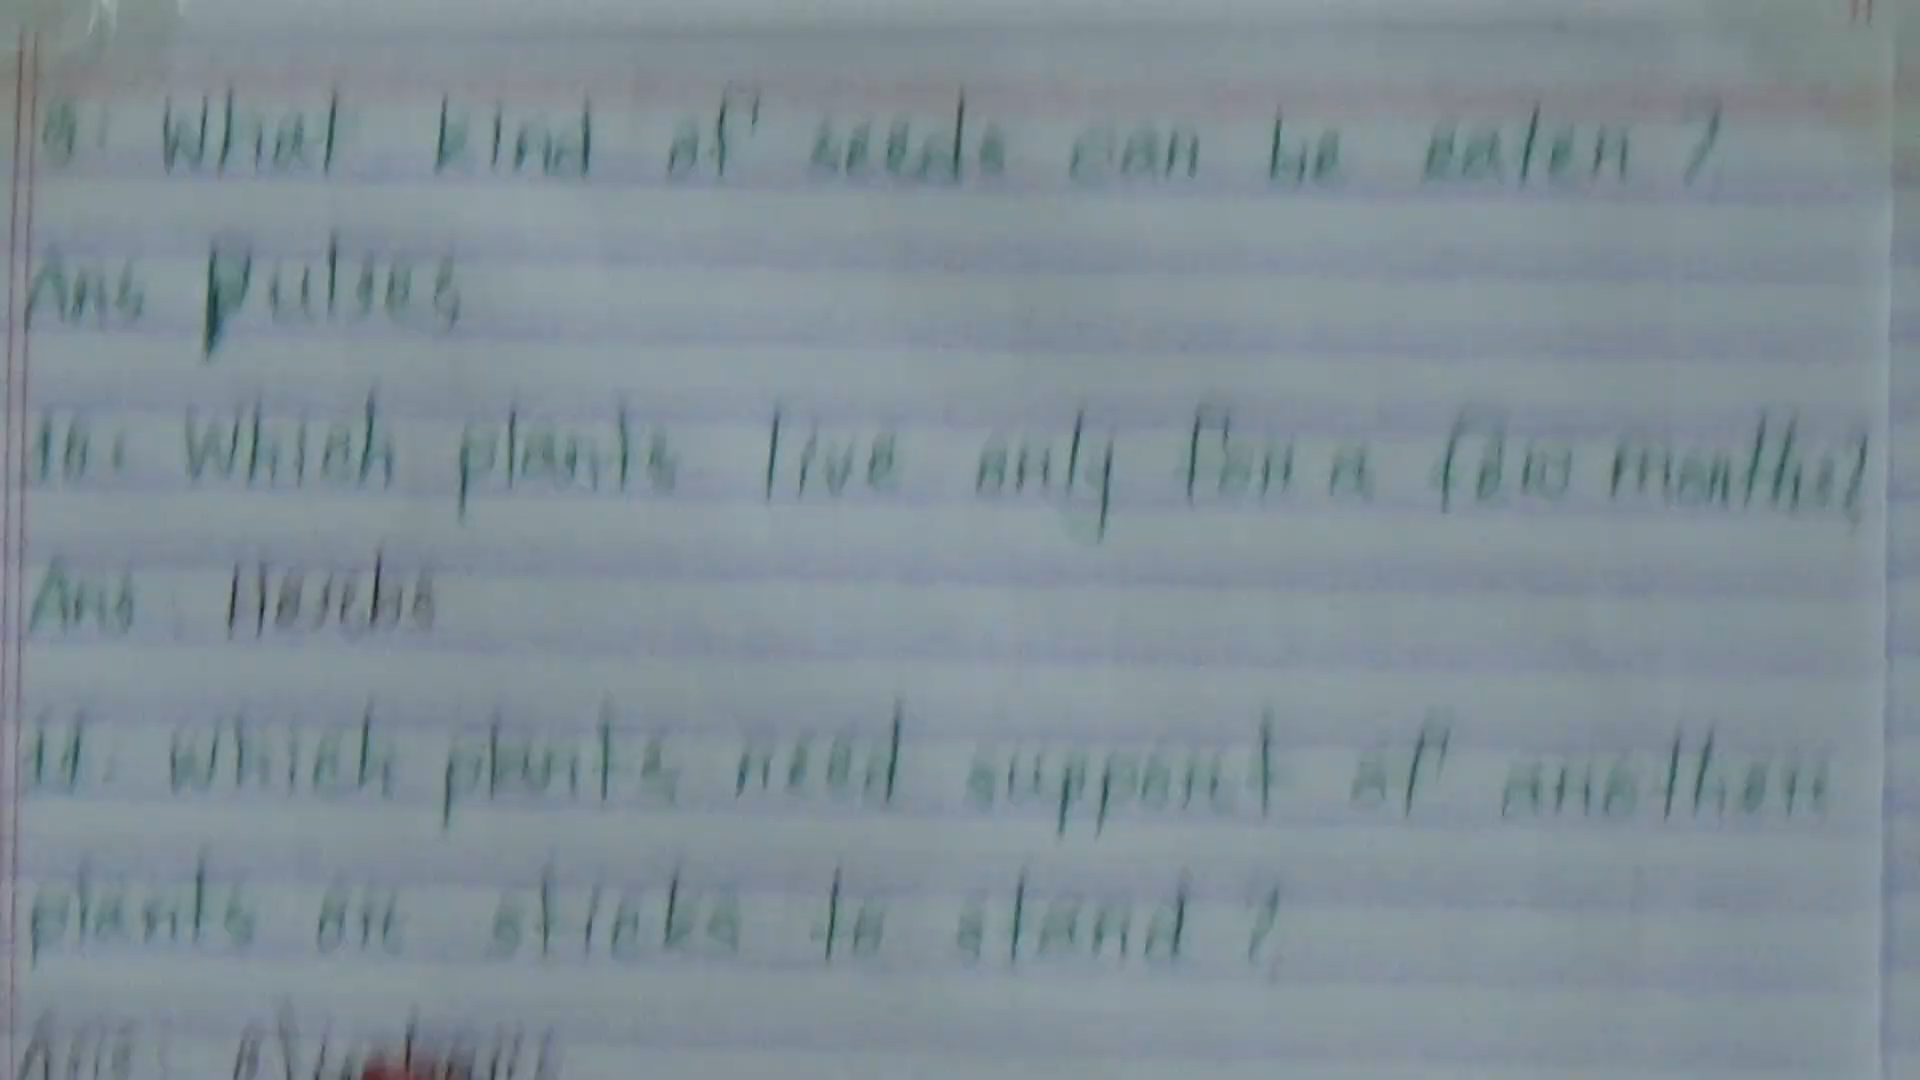 9. What kind of seeds can be eaten ?
Ans Pulses
10. Which plants live only for a few months?
Ans Herbs
11. Which plants need support of another
plants or sticks to stand ?
Ans